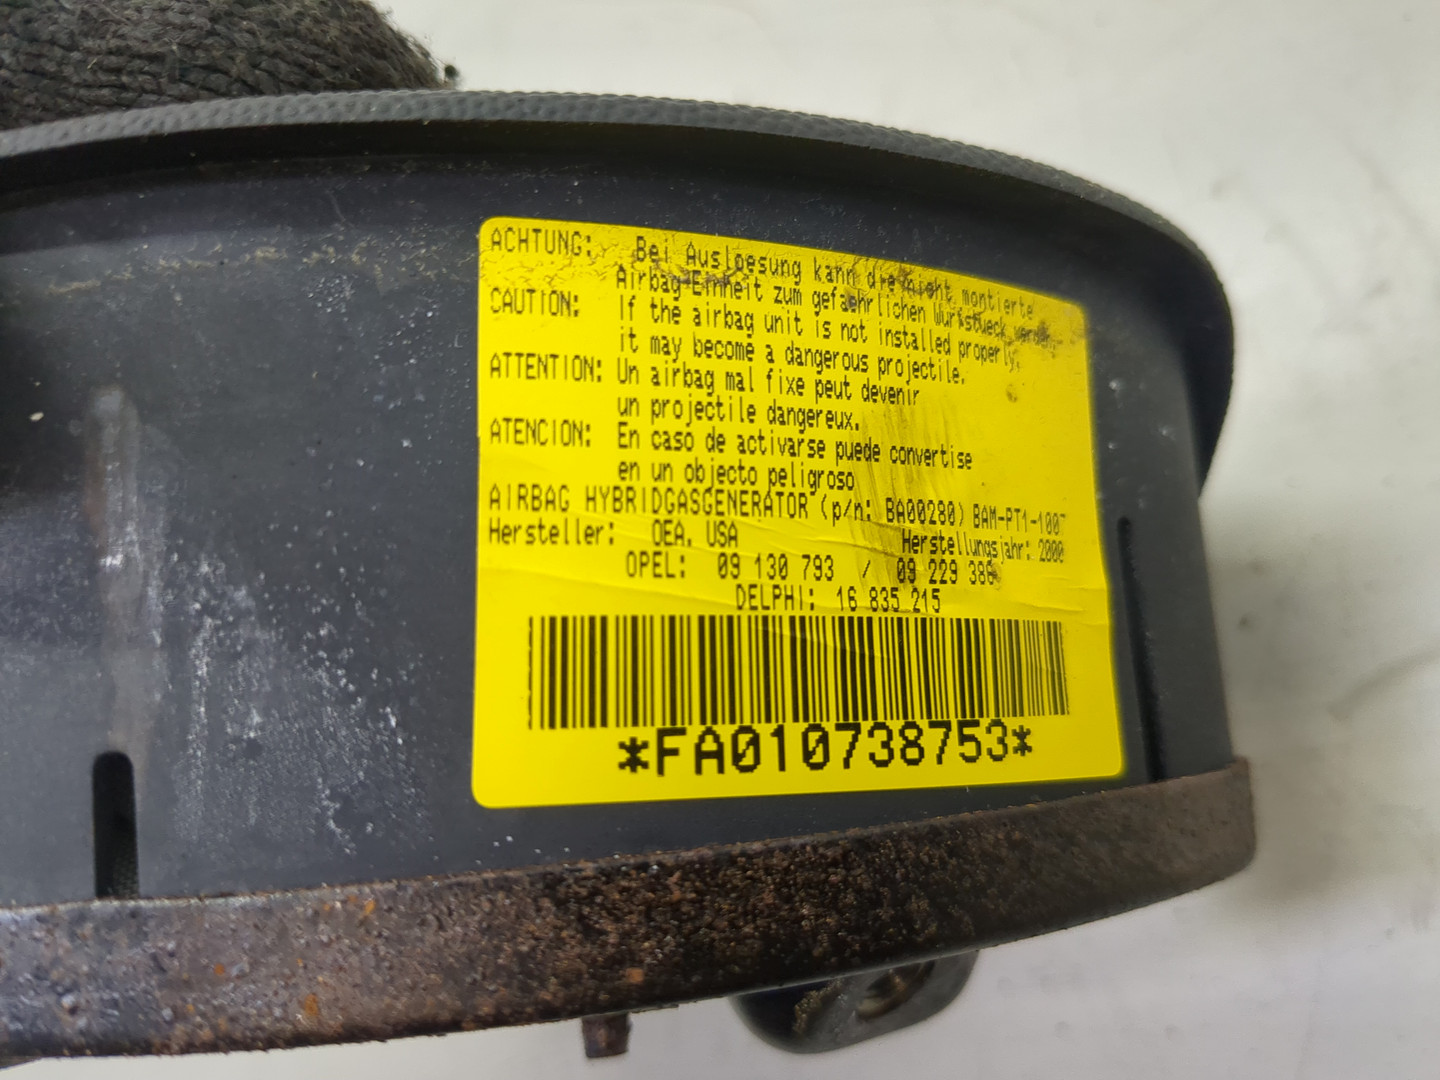 ACHTUNG: Bei Ausloesung kann die nicht montierte
Airbag-Einheit zum gefaehrlichen Wurfstueck werden.
CAUTION: If the airbag unit is not installed properly,
it may become a dangerous projectile.
ATTENTION: Un airbag mal fixe peut devenir
un projectile dangereux.
ATENCION: En caso de activarse puede convertise
en un objecto peligroso
AIRBAG HYBRIDGASGENERATOR (p/n: BA00280) BAM-PT1-1007
Hersteller: OEA, USA Herstellungsjahr: 2000
OPEL: 09 130 793 / 09 229 386
DELPHI: 16 835 215
*FA010738753*